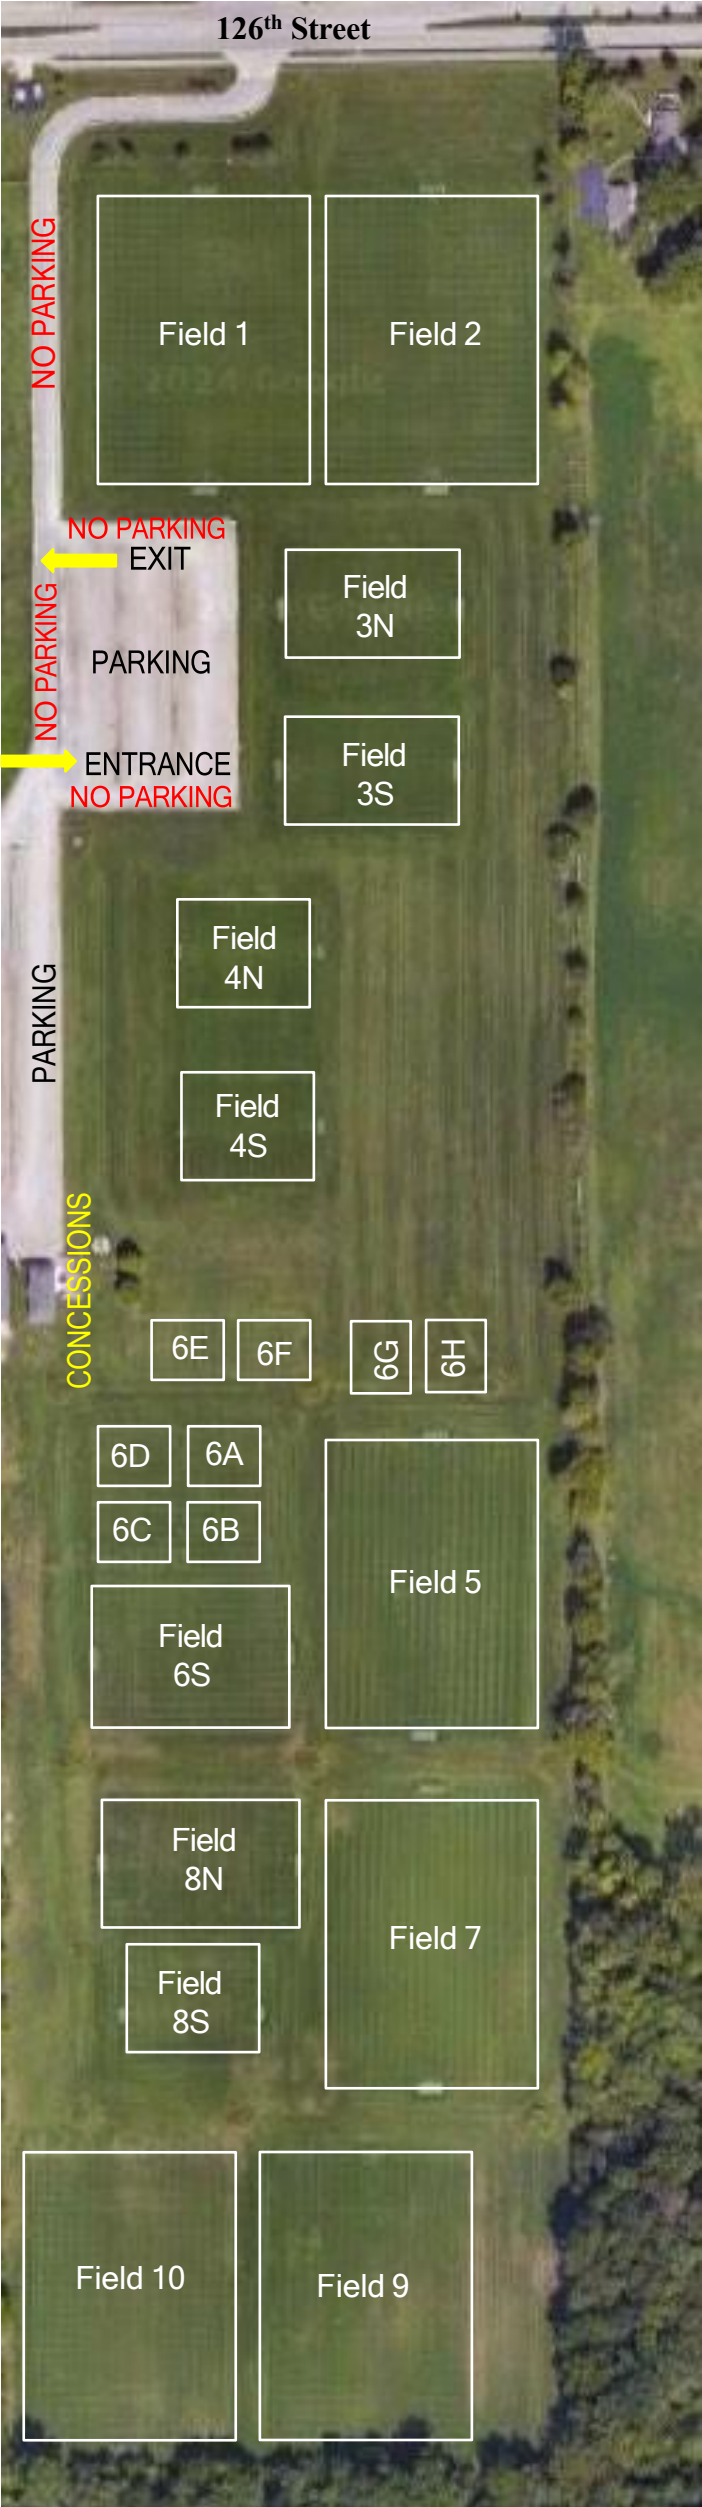 126th Street
NO PARKING
Field 1
Field 2
NO PARKING
EXIT
NO PARKING
PARKING
Field
3N
ENTRANCE
NO PARKING
Field
3S
PARKING
Field
4N
Field
4S
CONCESSIONS
6E
6F
6G
6H
6D
6A
6C
6B
Field 5
Field
6S
Field
8N
Field 7
Field
8S
Field 10
Field 9